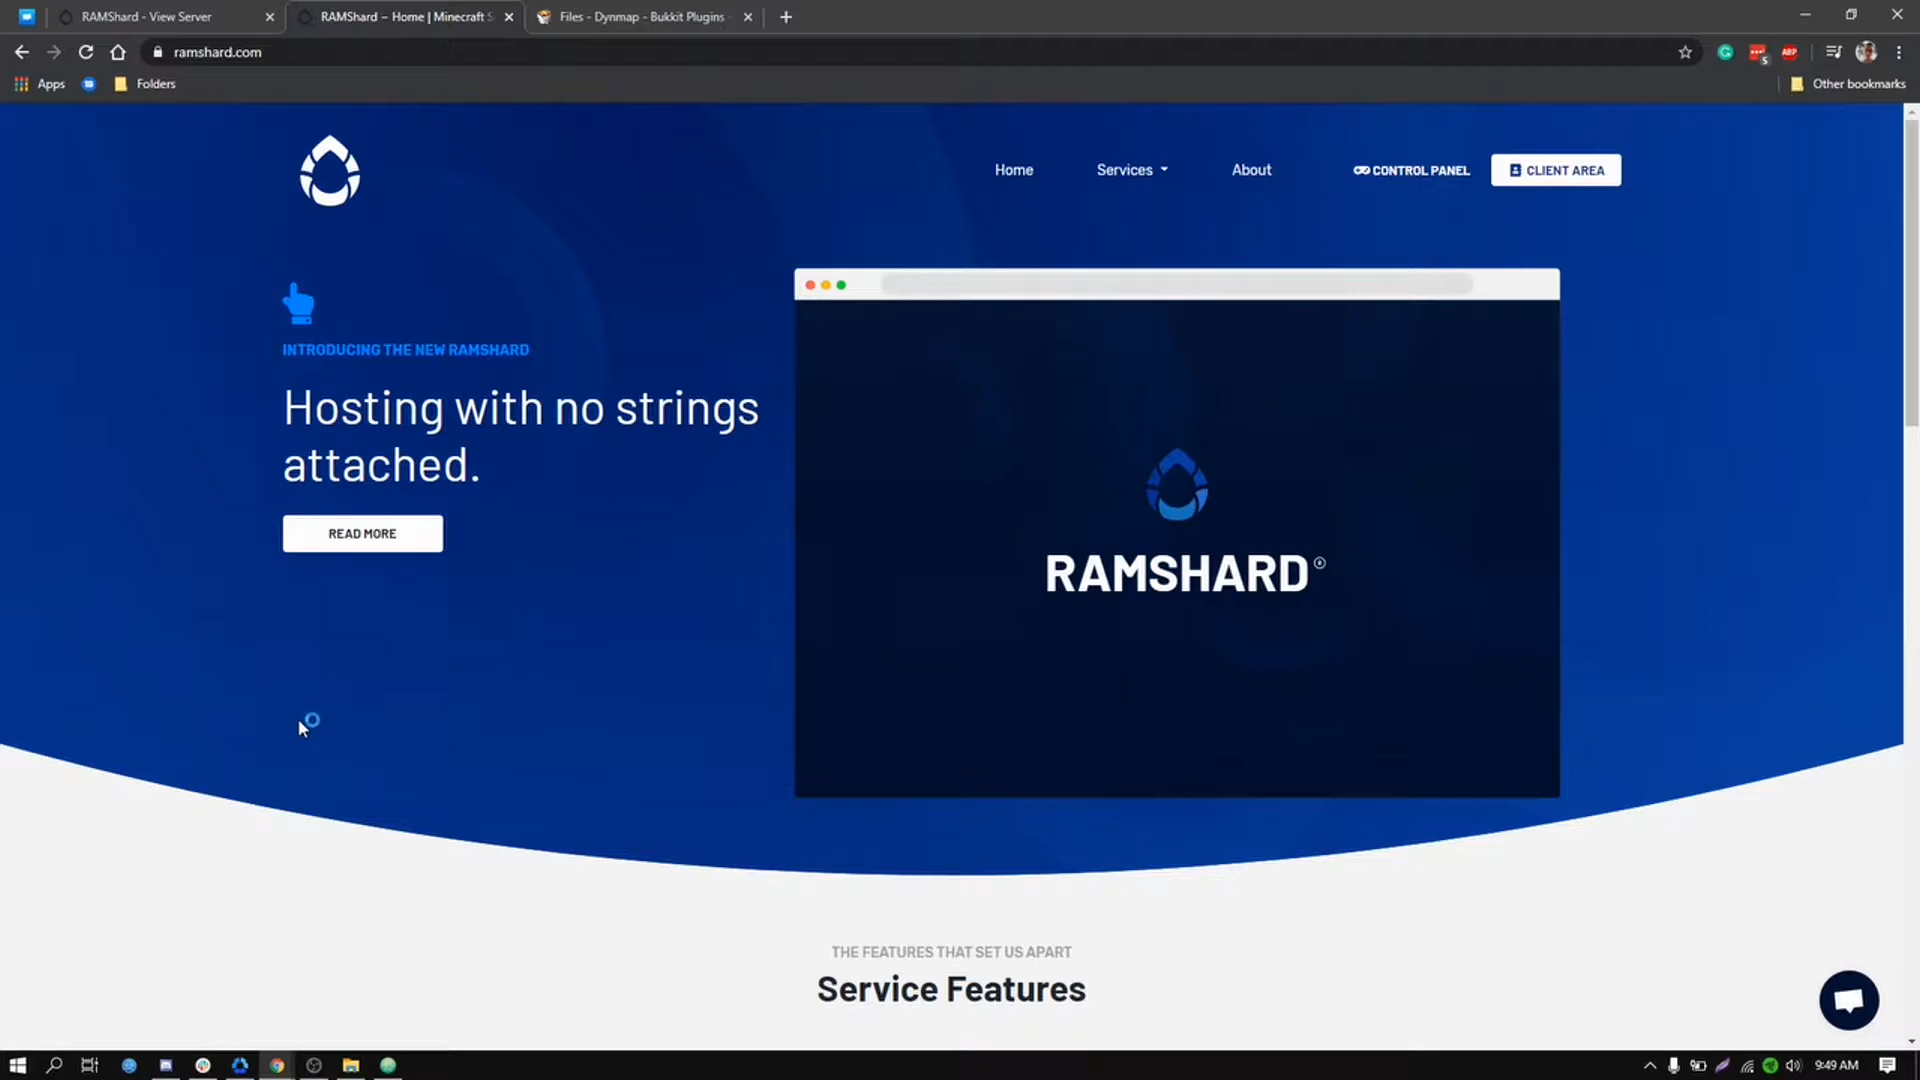 RAMShard - View Server
RAMShard – Home | Minecraft S
Files - Dynmap - Bukkit Plugins -
ramshard.com
5
ABP
Apps
Folders
Other bookmarks
Home
Services
About
CONTROL PANEL
CLIENT AREA
INTRODUCING THE NEW RAMSHARD
Hosting with no strings
attached.
READ MORE
RAMSHARD®
THE FEATURES THAT SET US APART
Service Features
9:49 AM